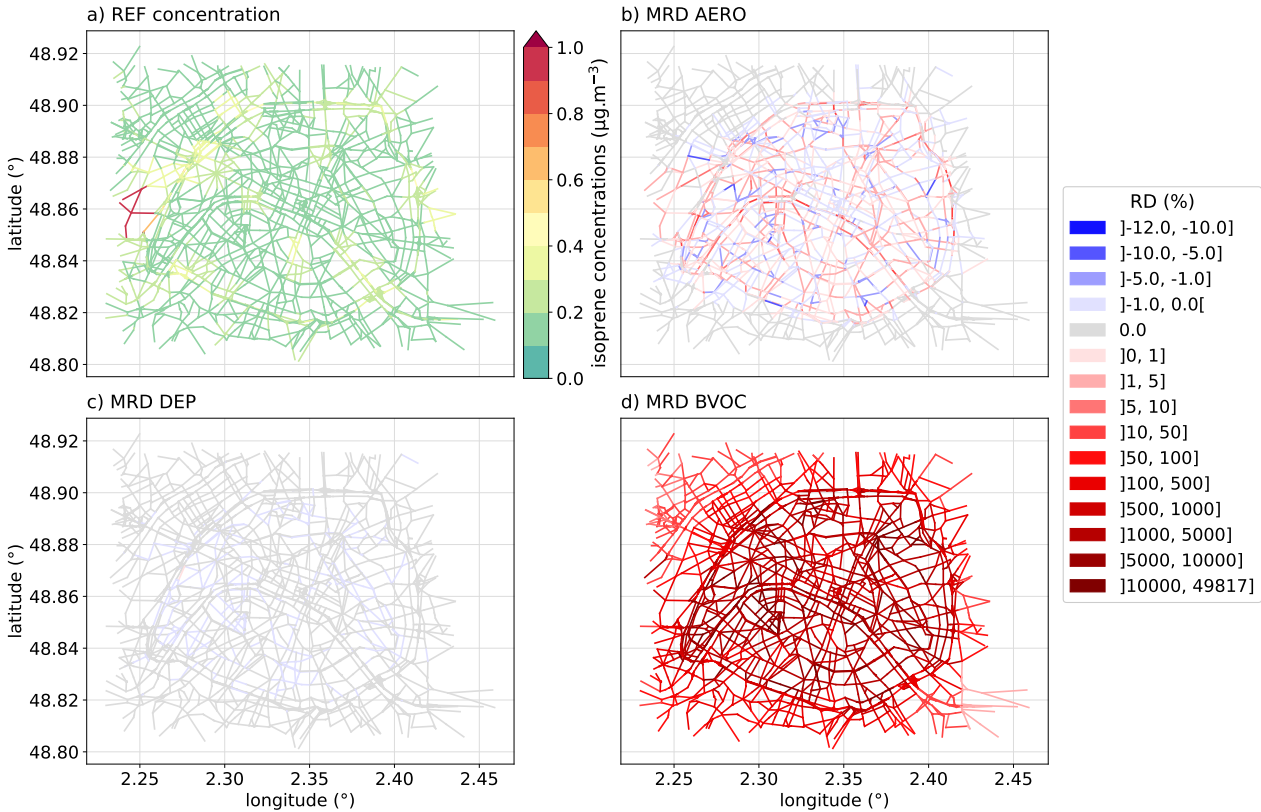 a) REF concentration
b) MRD AERO
48.92
48.90
48.88
48.86
48.84
48.82
48.80
latitude (°)
1.0
0.8
0.6
0.4
0.2
0.0
isoprene concentrations (µg.m⁻³)
c) MRD DEP
d) MRD BVOC
48.92
48.90
48.88
48.86
48.84
48.82
48.80
latitude (°)
2.25 2.30 2.35 2.40 2.45
longitude (°)
2.25 2.30 2.35 2.40 2.45
longitude (°)
RD (%)
]-12.0, -10.0]
]-10.0, -5.0]
]-5.0, -1.0]
]-1.0, 0.0[
0.0
]0, 1]
]1, 5]
]5, 10]
]10, 50]
]50, 100]
]100, 500]
]500, 1000]
]1000, 5000]
]5000, 10000]
]10000, 49817]